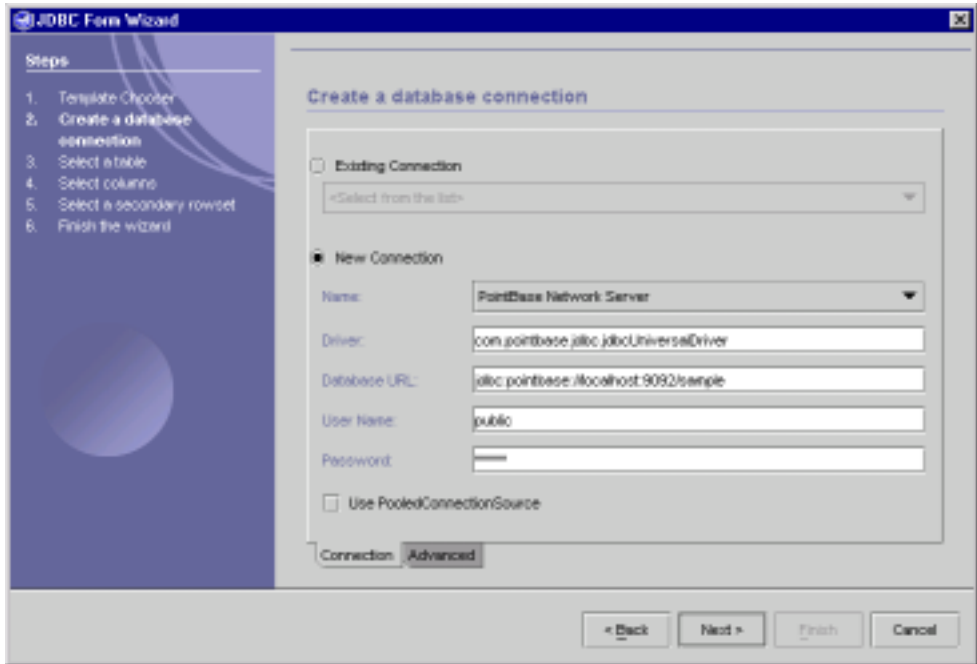 JDBC Form Wizard
Steps
1. Template Chooser
2. Create a database
connection
3. Select a table
4. Select columns
5. Select a secondary rowset
6. Finish the wizard
Create a database connection
Existing Connection
<Select from the list>
New Connection
Name: PointBase Network Server
Driver: com.pointbase.jdbc.jdbcUniversalDriver
Database URL: jdbc:pointbase://localhost:9092/sample
User Name: public
Password:
Use PooledConnectionSource
Connection Advanced
< Back Next > Finish Cancel